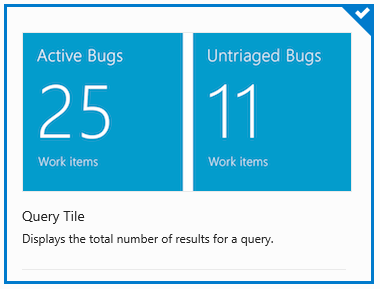 Active Bugs
25
Work items
Untriaged Bugs
11
Work items
Query Tile
Displays the total number of results for a query.